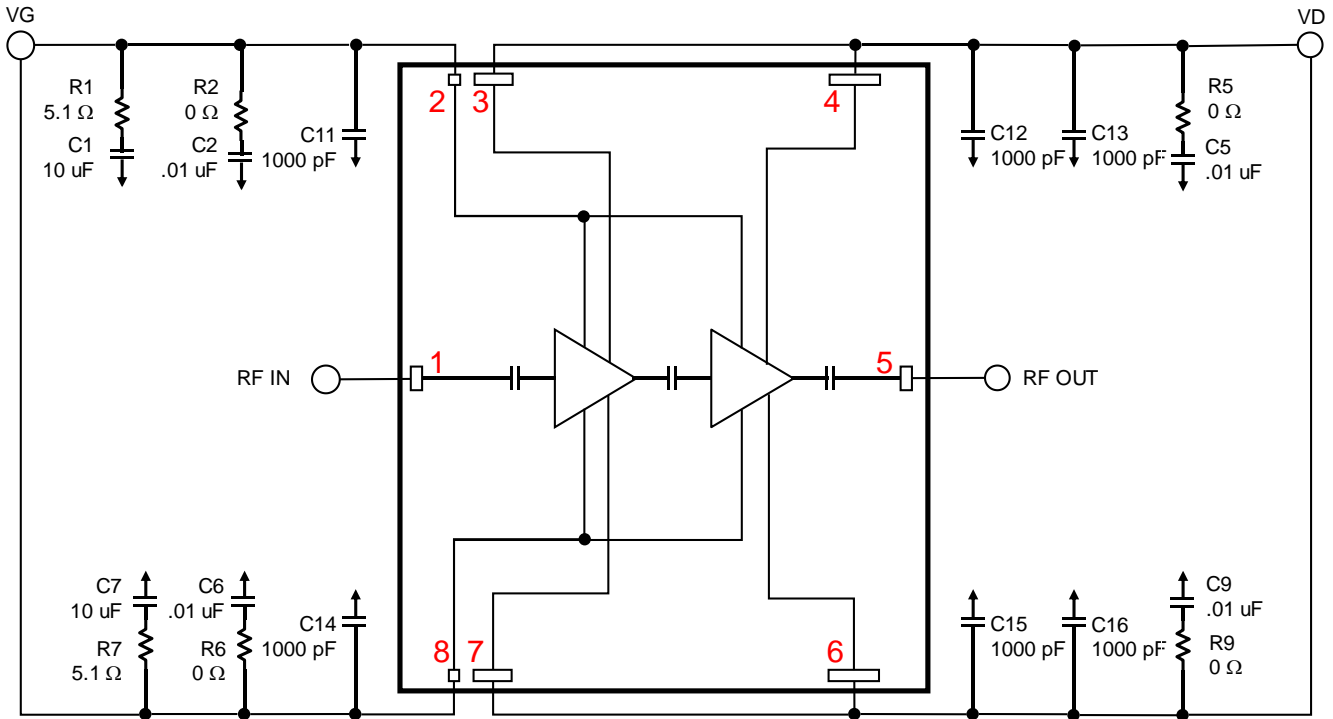 VG
VD
R1
5.1 Ω
C1
10 uF
R2
0 Ω
C2
.01 uF
C11
1000 pF
2
3
4
C12
1000 pF
C13
1000 pF
R5
0 Ω
C5
.01 uF
RF IN
1
5
RF OUT
C7
10 uF
R7
5.1 Ω
C6
.01 uF
R6
0 Ω
C14
1000 pF
8
7
6
C15
1000 pF
C16
1000 pF
C9
.01 uF
R9
0 Ω